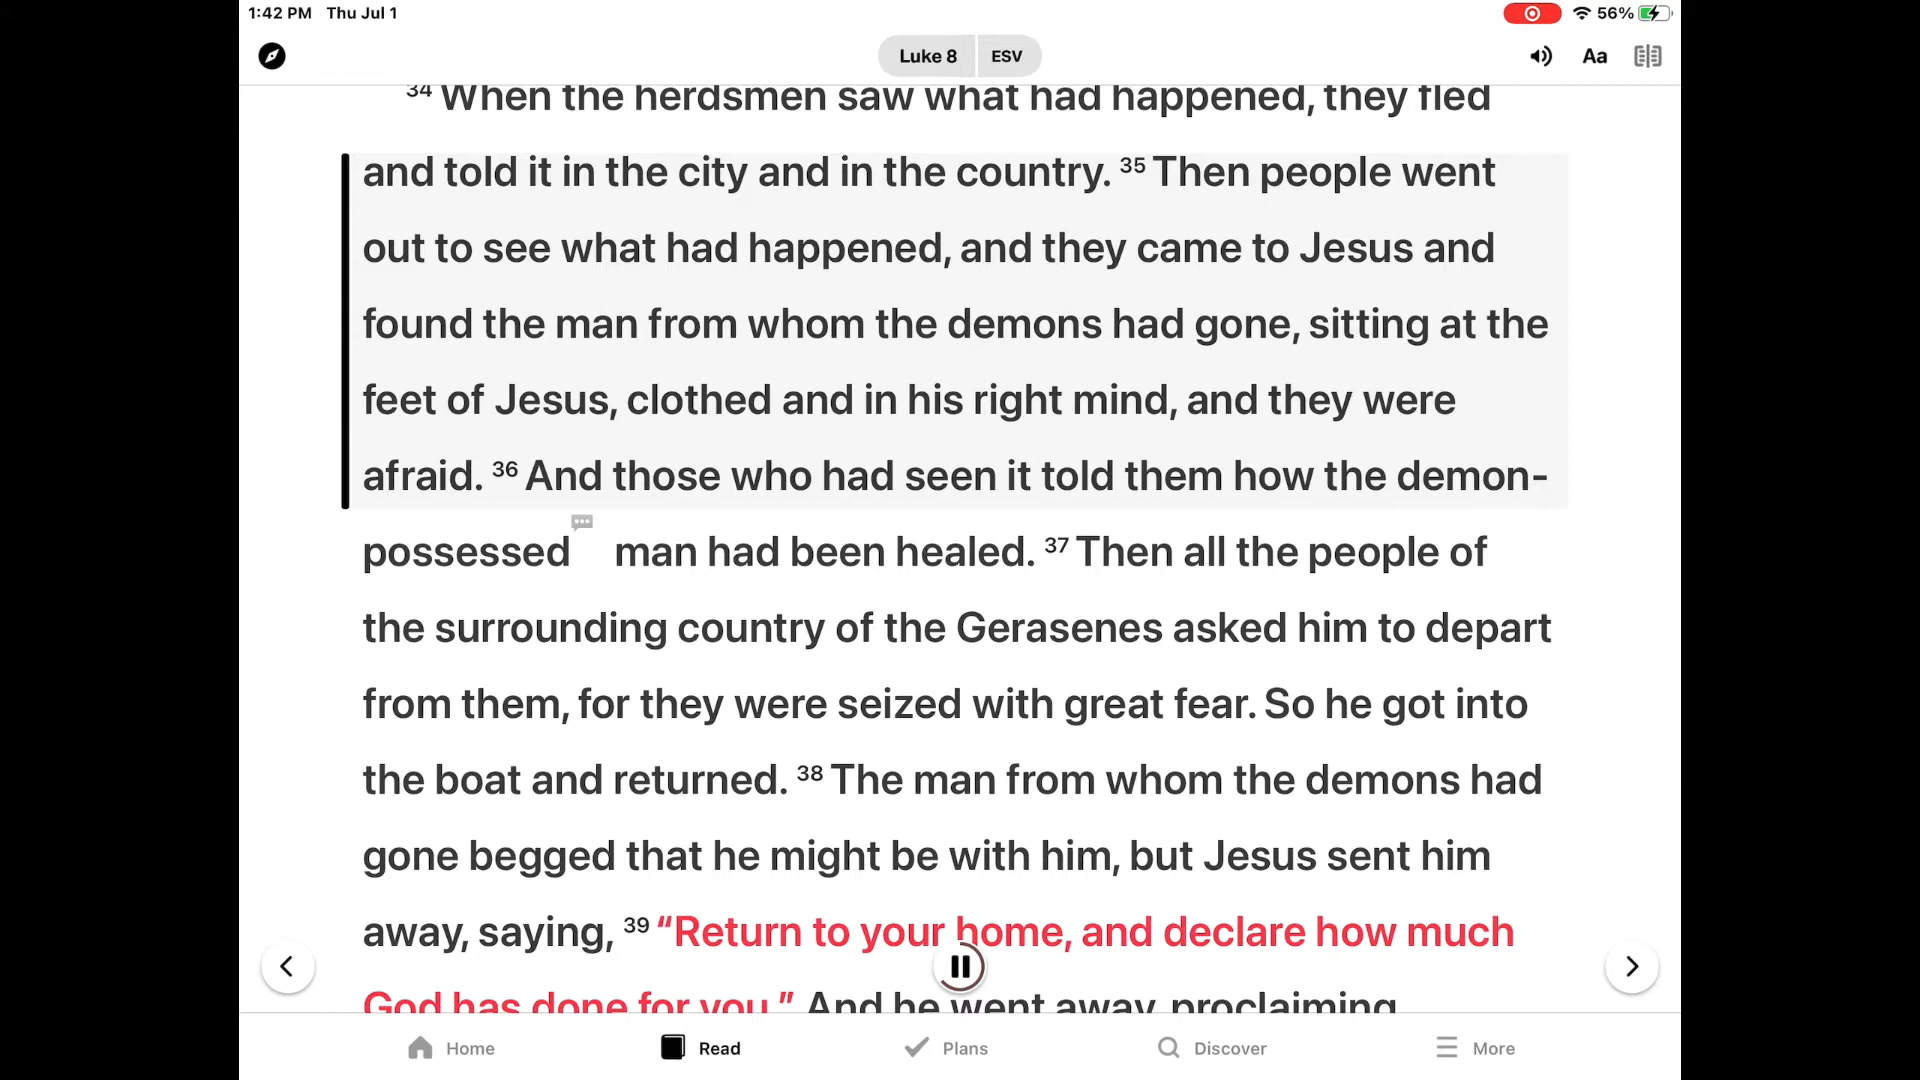 1:42 PM Thu Jul 1 56%
Luke 8 ESV Aa
34 When the herdsmen saw what had happened, they fled
and told it in the city and in the country. 35 Then people went
out to see what had happened, and they came to Jesus and
found the man from whom the demons had gone, sitting at the
feet of Jesus, clothed and in his right mind, and they were
afraid. 36 And those who had seen it told them how the demon-
possessed man had been healed. 37 Then all the people of
the surrounding country of the Gerasenes asked him to depart
from them, for they were seized with great fear. So he got into
the boat and returned. 38 The man from whom the demons had
gone begged that he might be with him, but Jesus sent him
away, saying, 39 “Return to your home, and declare how much
God has done for you.” And he went away, proclaiming
Home Read Plans Discover More